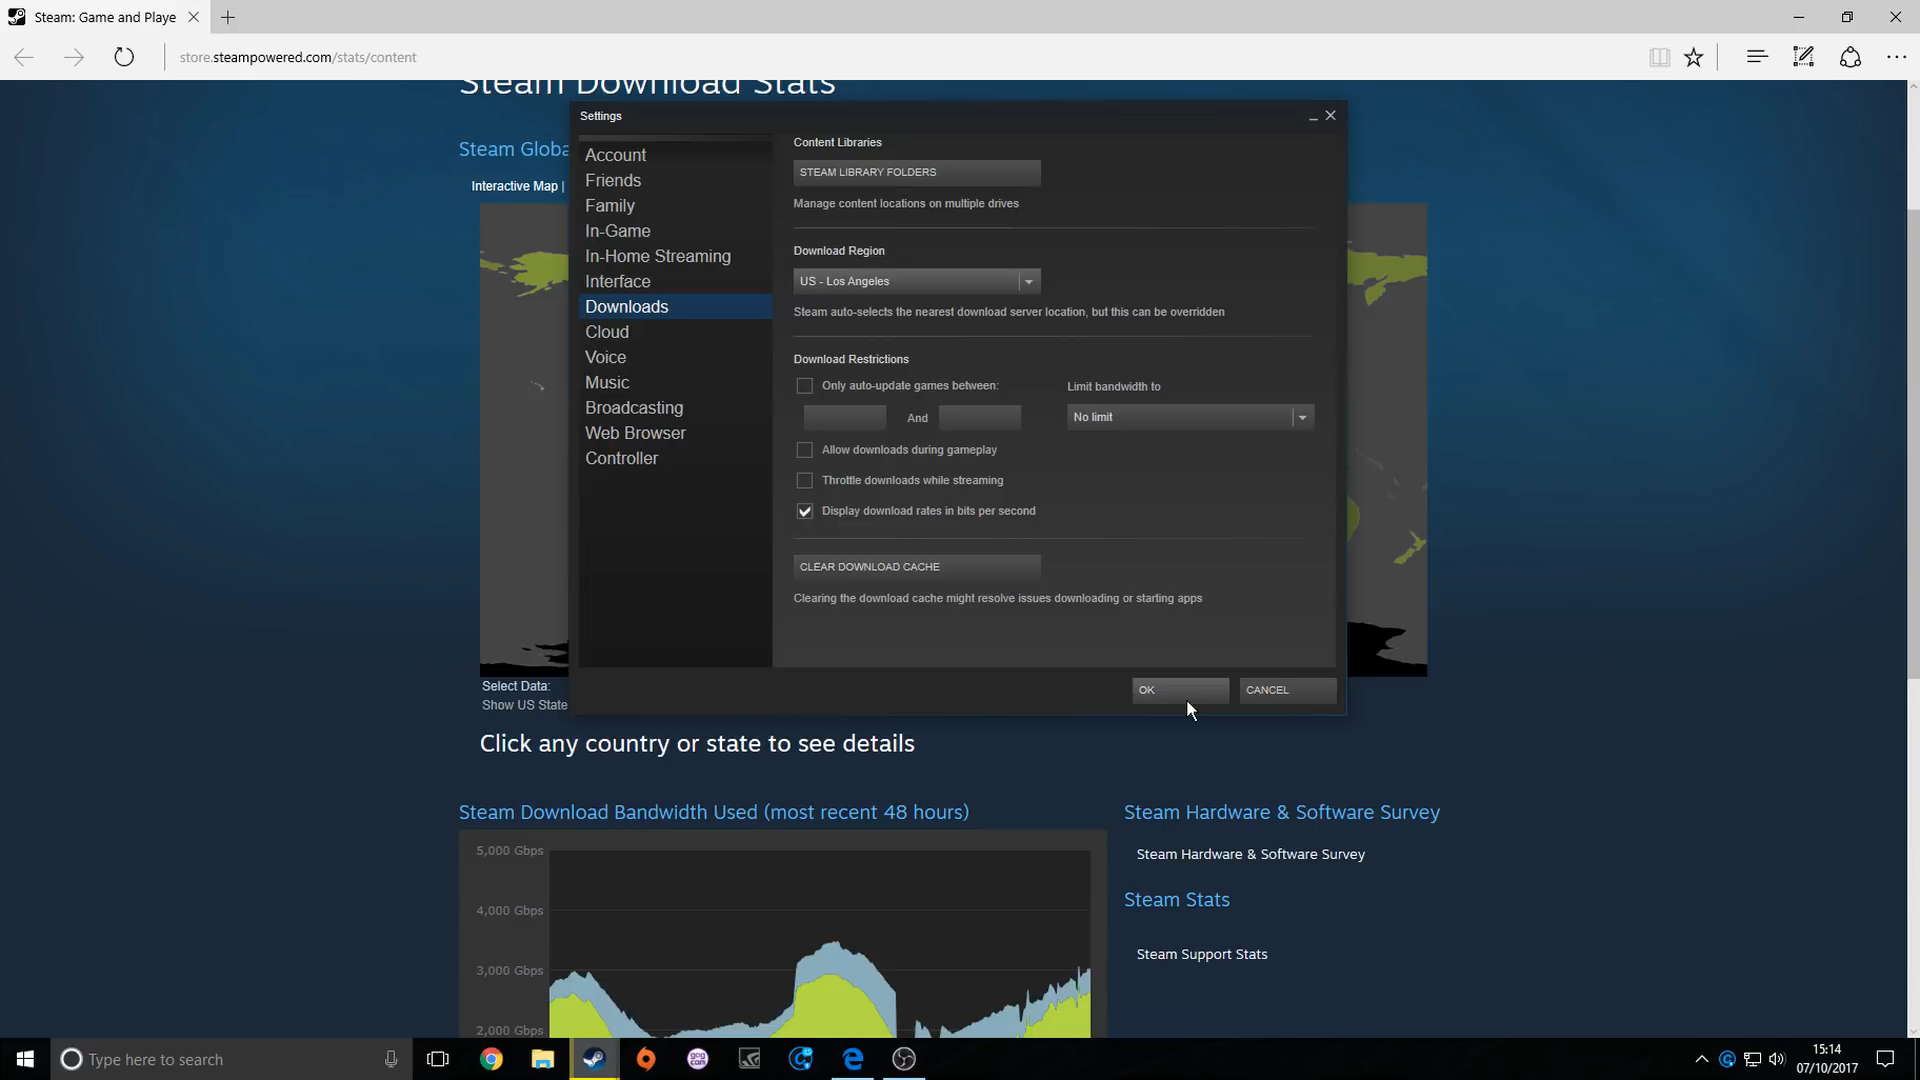 Steam: Game and Playe
store.steampowered.com/stats/content
Steam Download Stats
Steam Globa
Interactive Map |
Settings
Account
Friends
Family
In-Game
In-Home Streaming
Interface
Downloads
Cloud
Voice
Music
Broadcasting
Web Browser
Controller
Content Libraries
STEAM LIBRARY FOLDERS
Manage content locations on multiple drives
Download Region
US - Los Angeles
Steam auto-selects the nearest download server location, but this can be overridden
Download Restrictions
Only auto-update games between:
And
Limit bandwidth to
No limit
Allow downloads during gameplay
Throttle downloads while streaming
Display download rates in bits per second
CLEAR DOWNLOAD CACHE
Clearing the download cache might resolve issues downloading or starting apps
OK
CANCEL
Select Data:
Show US State
Click any country or state to see details
Steam Download Bandwidth Used (most recent 48 hours)
5,000 Gbps
4,000 Gbps
3,000 Gbps
2,000 Gbps
Steam Hardware & Software Survey
Steam Hardware & Software Survey
Steam Stats
Steam Support Stats
Type here to search
gog
com
15:14
07/10/2017